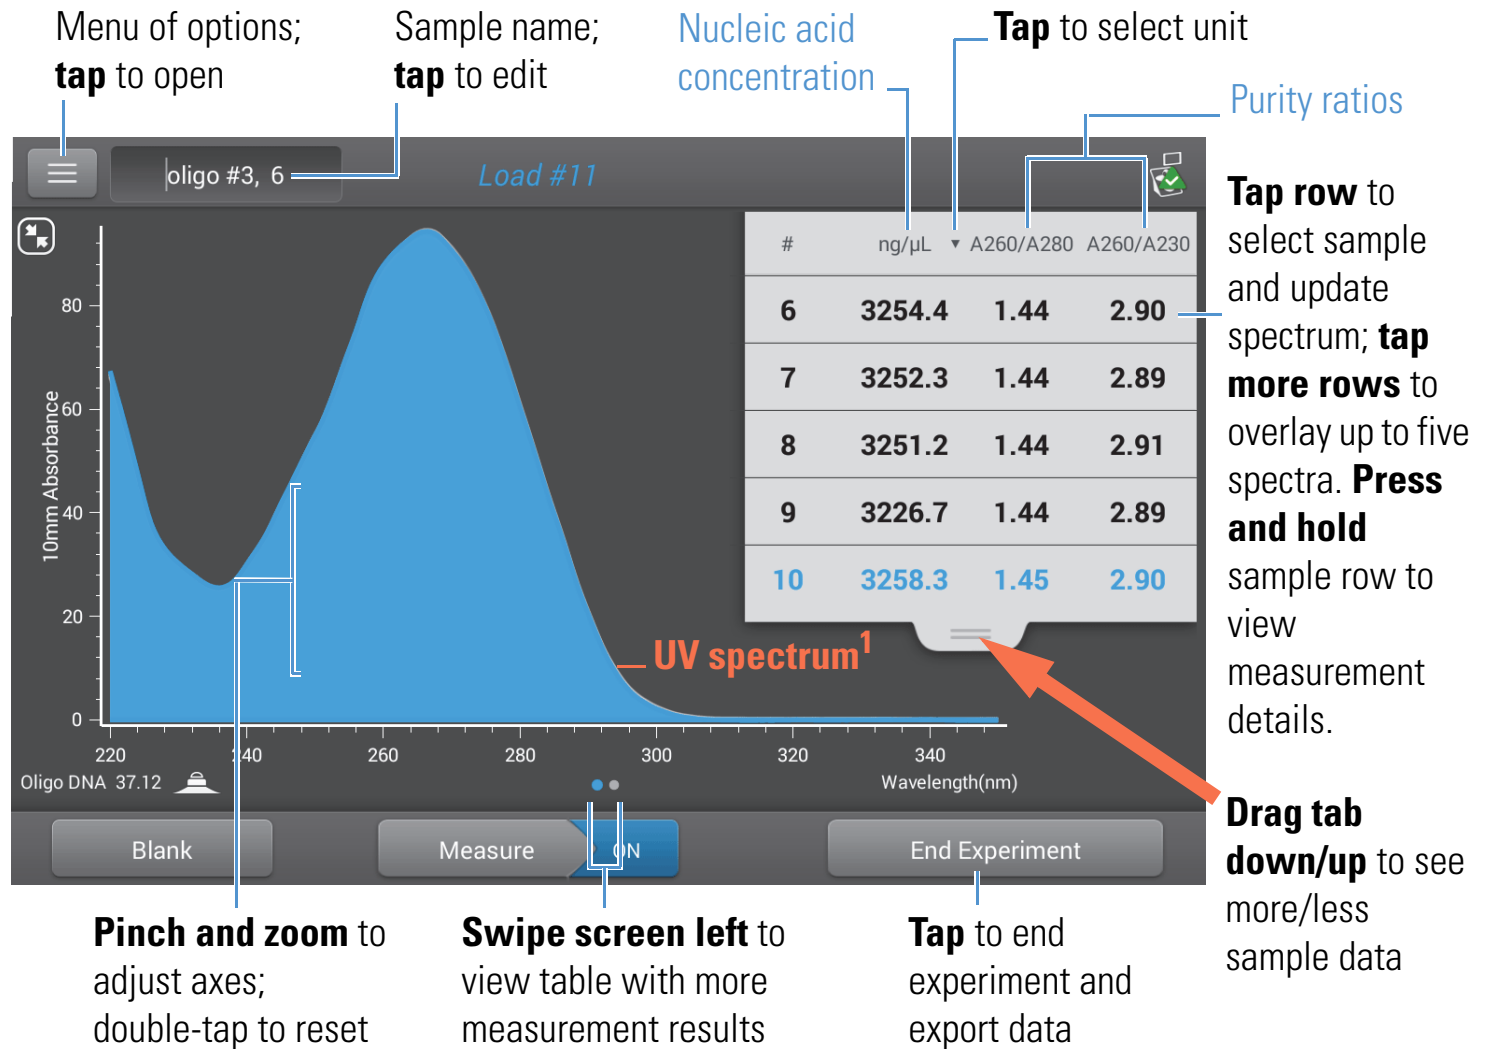 Menu of options;
tap to open
Sample name;
tap to edit
Nucleic acid
concentration
Tap to select unit
Purity ratios
oligo #3, 6
Load #11
# ng/µL ▾ A260/A280 A260/A230
6 3254.4 1.44 2.90
7 3252.3 1.44 2.89
8 3251.2 1.44 2.91
9 3226.7 1.44 2.89
10 3258.3 1.45 2.90
Tap row to
select sample
and update
spectrum; tap
more rows to
overlay up to five
spectra. Press
and hold
sample row to
view
measurement
details.
10mm Absorbance
80
60
40
20
0
UV spectrum1
220 240 260 280 300 320 340
Oligo DNA 37.12
Wavelength(nm)
Blank
Measure
ON
End Experiment
Drag tab
down/up to see
more/less
sample data
Pinch and zoom to
adjust axes;
double-tap to reset
Swipe screen left to
view table with more
measurement results
Tap to end
experiment and
export data